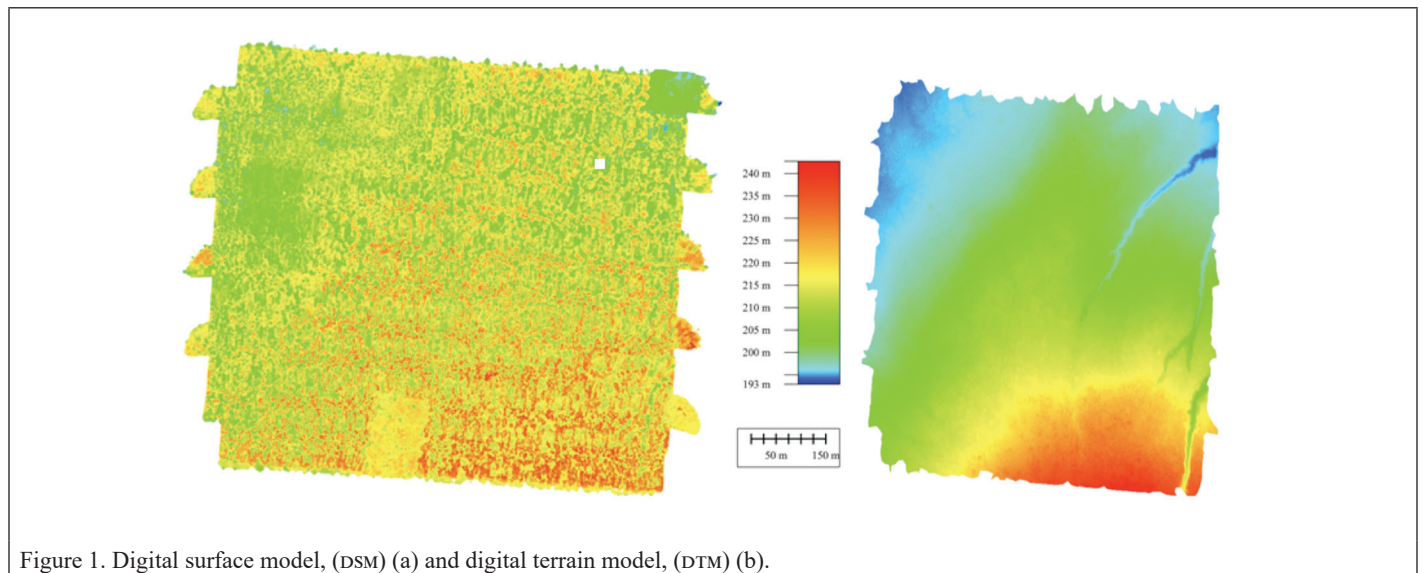 240 m
235 m
230 m
225 m
220 m
215 m
210 m
205 m
200 m
193 m
50 m 150 m
Figure 1. Digital surface model, (DSM) (a) and digital terrain model, (DTM) (b).